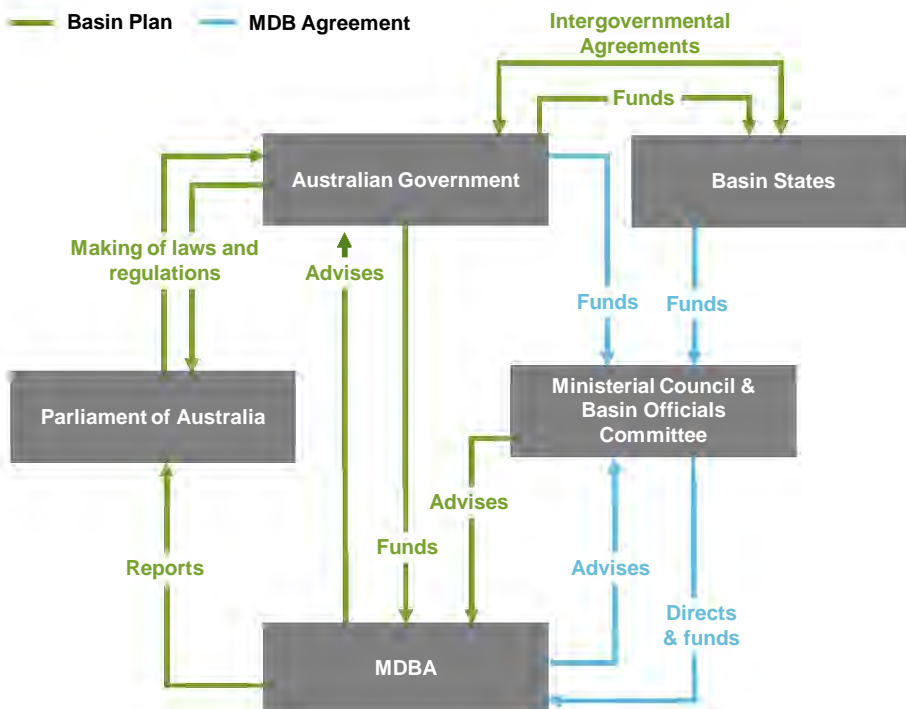 Basin Plan
MDB Agreement
Intergovernmental
Agreements
Funds
Australian Government
Basin States
Making of laws and
regulations
Advises
Funds
Funds
Parliament of Australia
Ministerial Council &
Basin Officials
Committee
Advises
Funds
Reports
Advises
Directs
& funds
MDBA